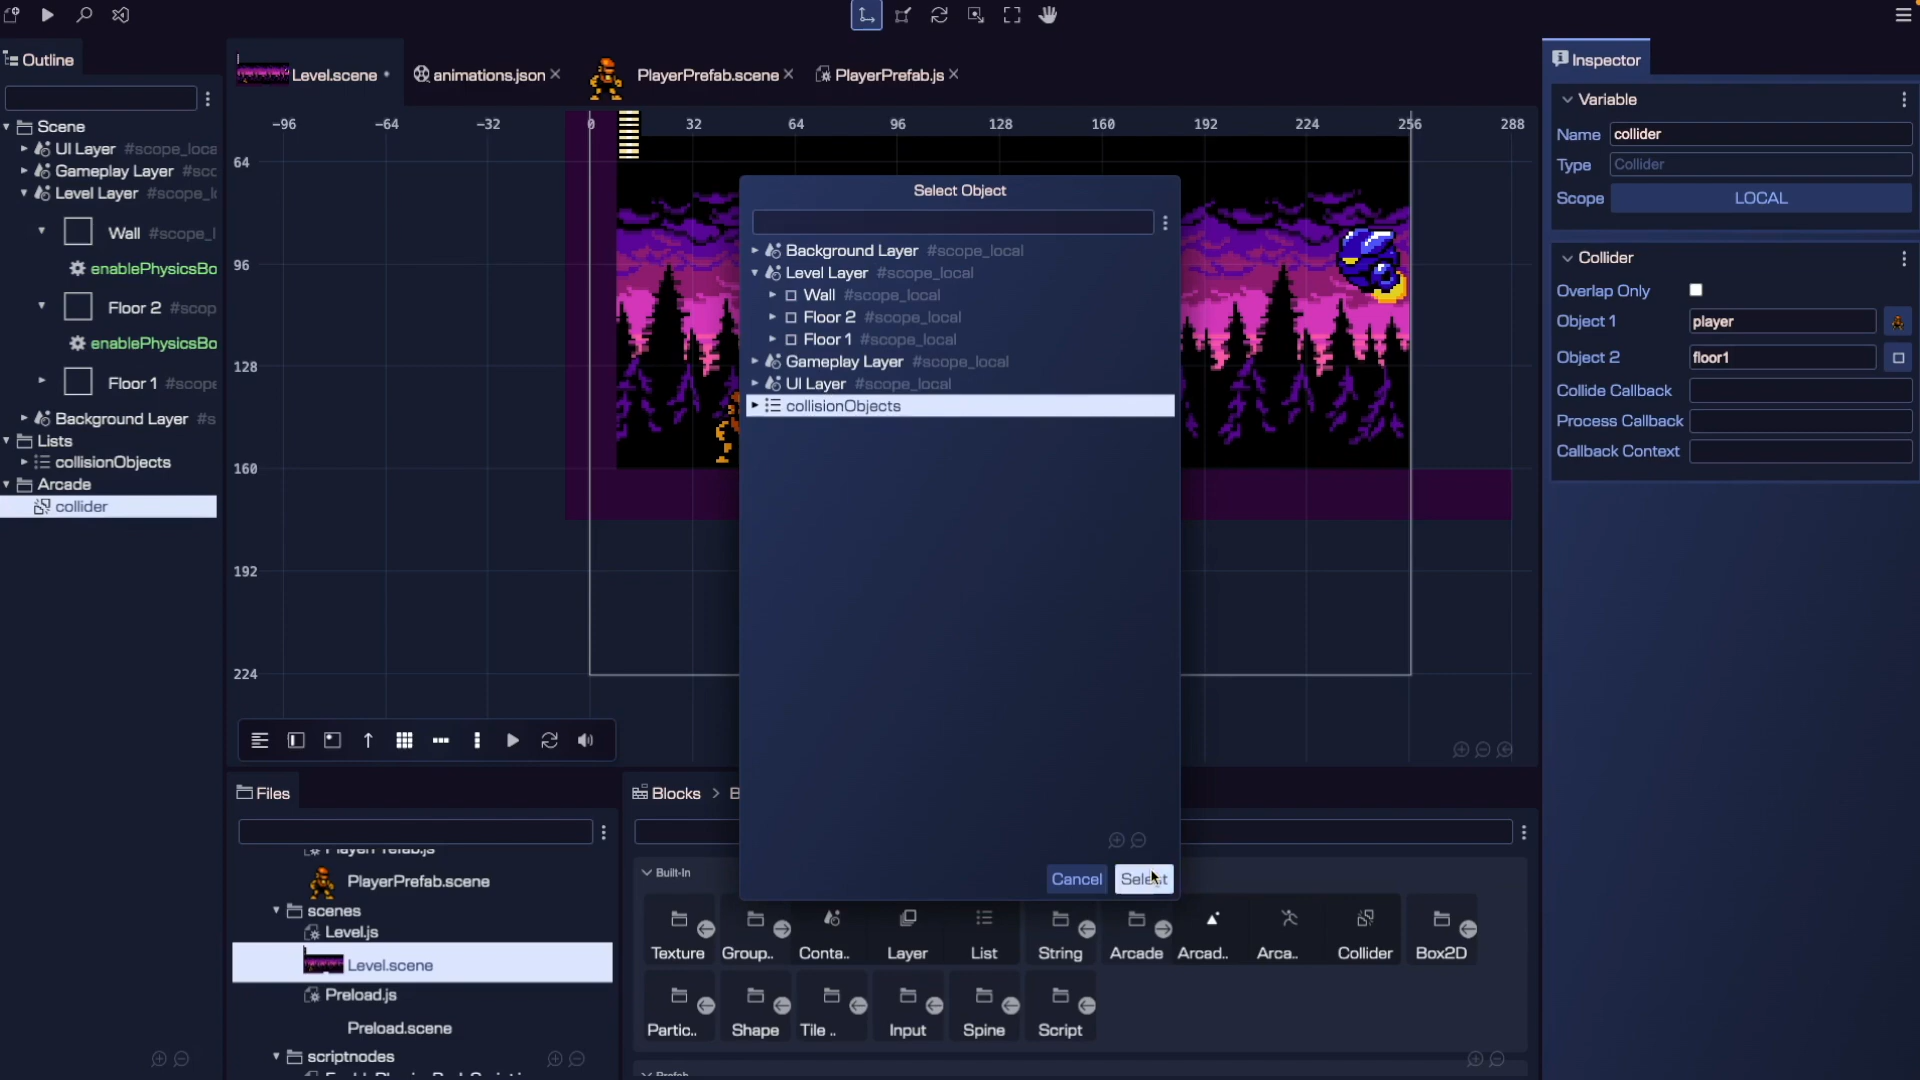 Outline
Scene
UI Layer #scope_loca
Gameplay Layer #sco
Level Layer #scope_l
Wall #scope_l
enablePhysicsBo
Floor 2 #scop
enablePhysicsBo
Floor 1 #scope
Background Layer #s
Lists
collisionObjects
Arcade
collider
Level.scene
animations.json
PlayerPrefab.scene
PlayerPrefab.js
-96 -64 -32 0 32 64 96 128 160 192 224 256 288
64
96
128
160
192
224
Select Object
Background Layer #scope_local
Level Layer #scope_local
Wall #scope_local
Floor 2 #scope_local
Floor 1 #scope_local
Gameplay Layer #scope_local
UI Layer #scope_local
collisionObjects
Cancel Select
Files
PlayerPrefab.js
PlayerPrefab.scene
scenes
Level.js
Level.scene
Preload.js
Preload.scene
scriptnodes
Blocks > B
Built-In
Texture Group.. Conta.. Layer List String Arcade Arcad.. Arca.. Collider Box2D
Partic.. Shape Tile .. Input Spine Script
Prefab
Inspector
Variable
Name collider
Type Collider
Scope LOCAL
Collider
Overlap Only
Object 1 player
Object 2 floor1
Collide Callback
Process Callback
Callback Context